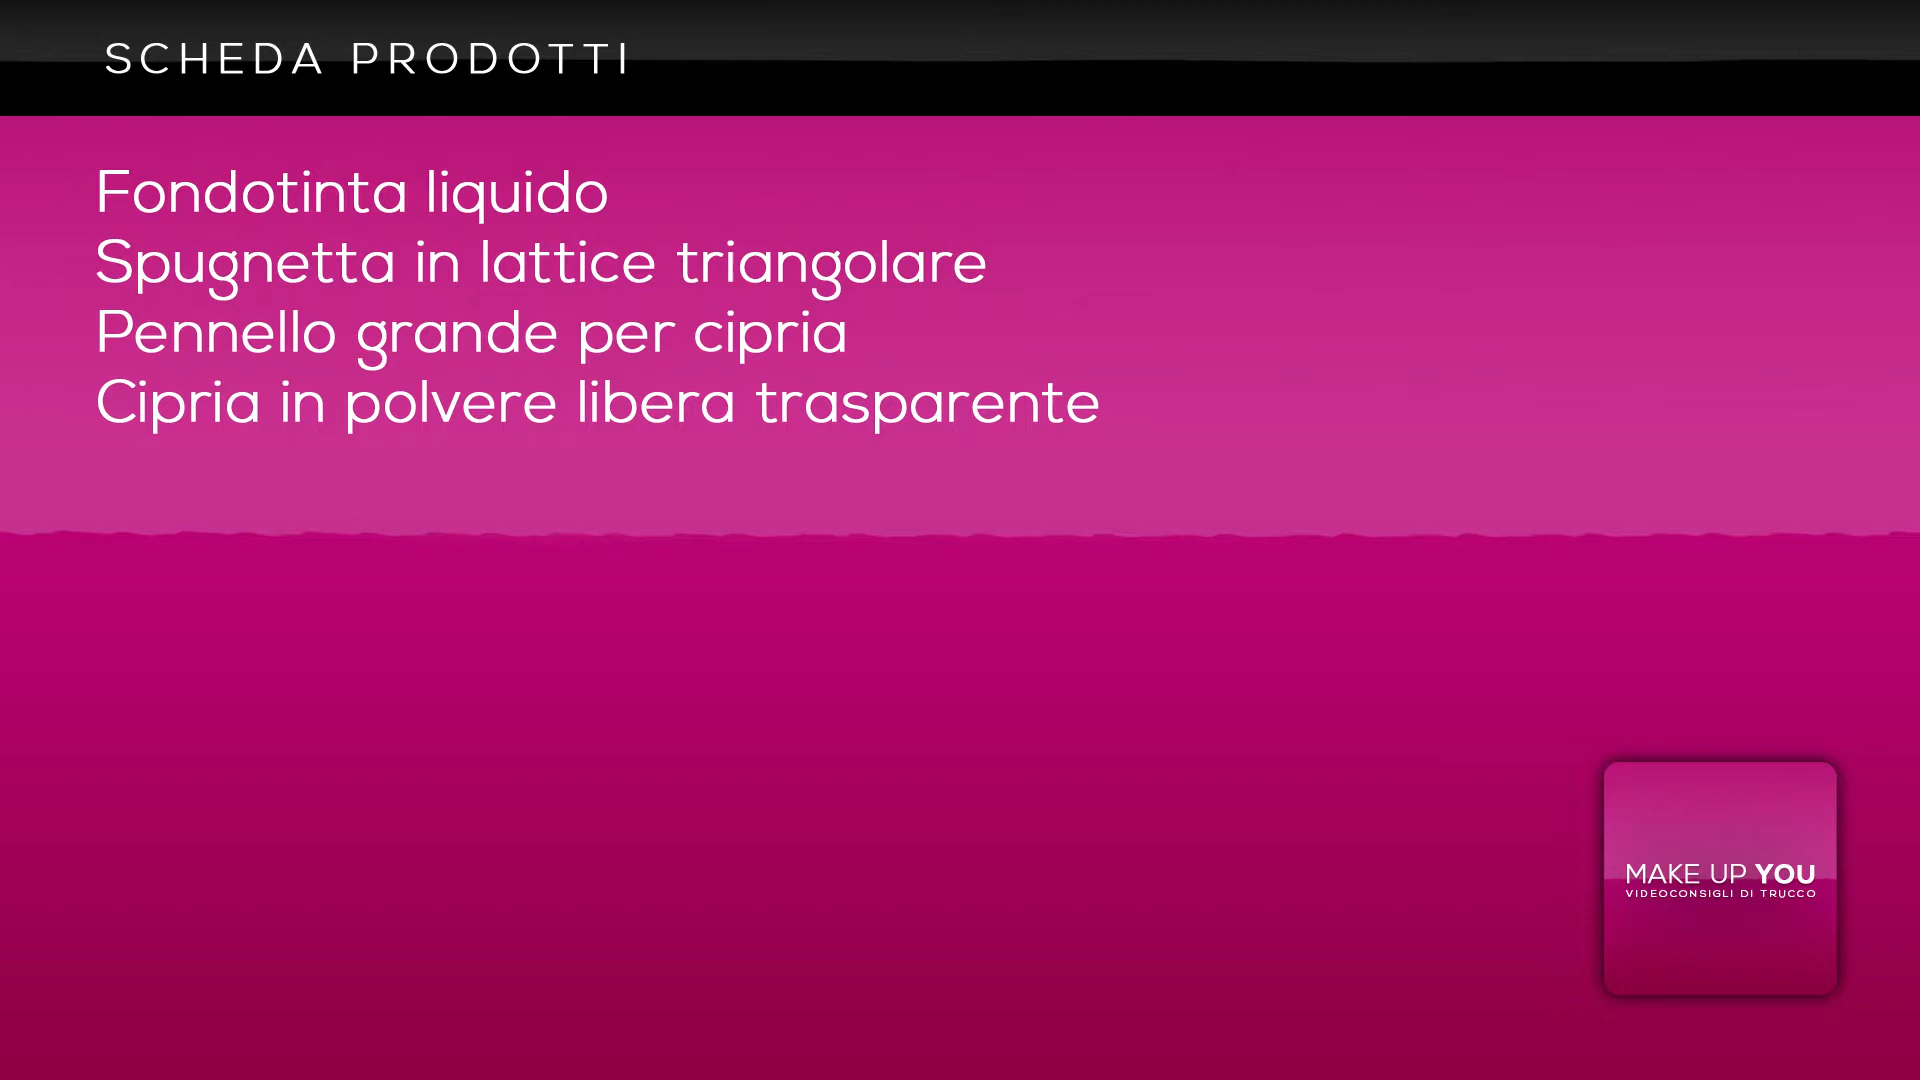 SCHEDA PRODOTTI
Fondotinta liquido
Spugnetta in lattice triangolare
Pennello grande per cipria
Cipria in polvere libera trasparente
MAKE UP YOU
VIDEOCONSIGLI DI TRUCCO